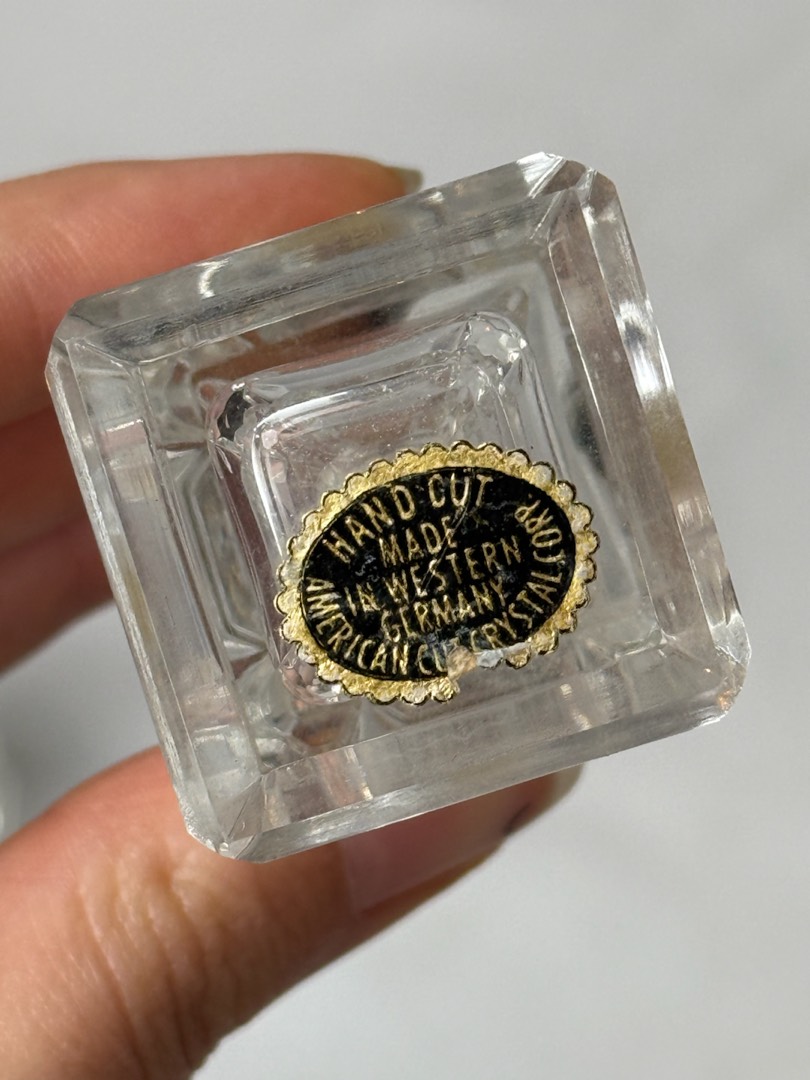 HAND CUT
MADE
IN WESTERN
GERMANY
AMERICAN CUT CRYSTAL CORP.